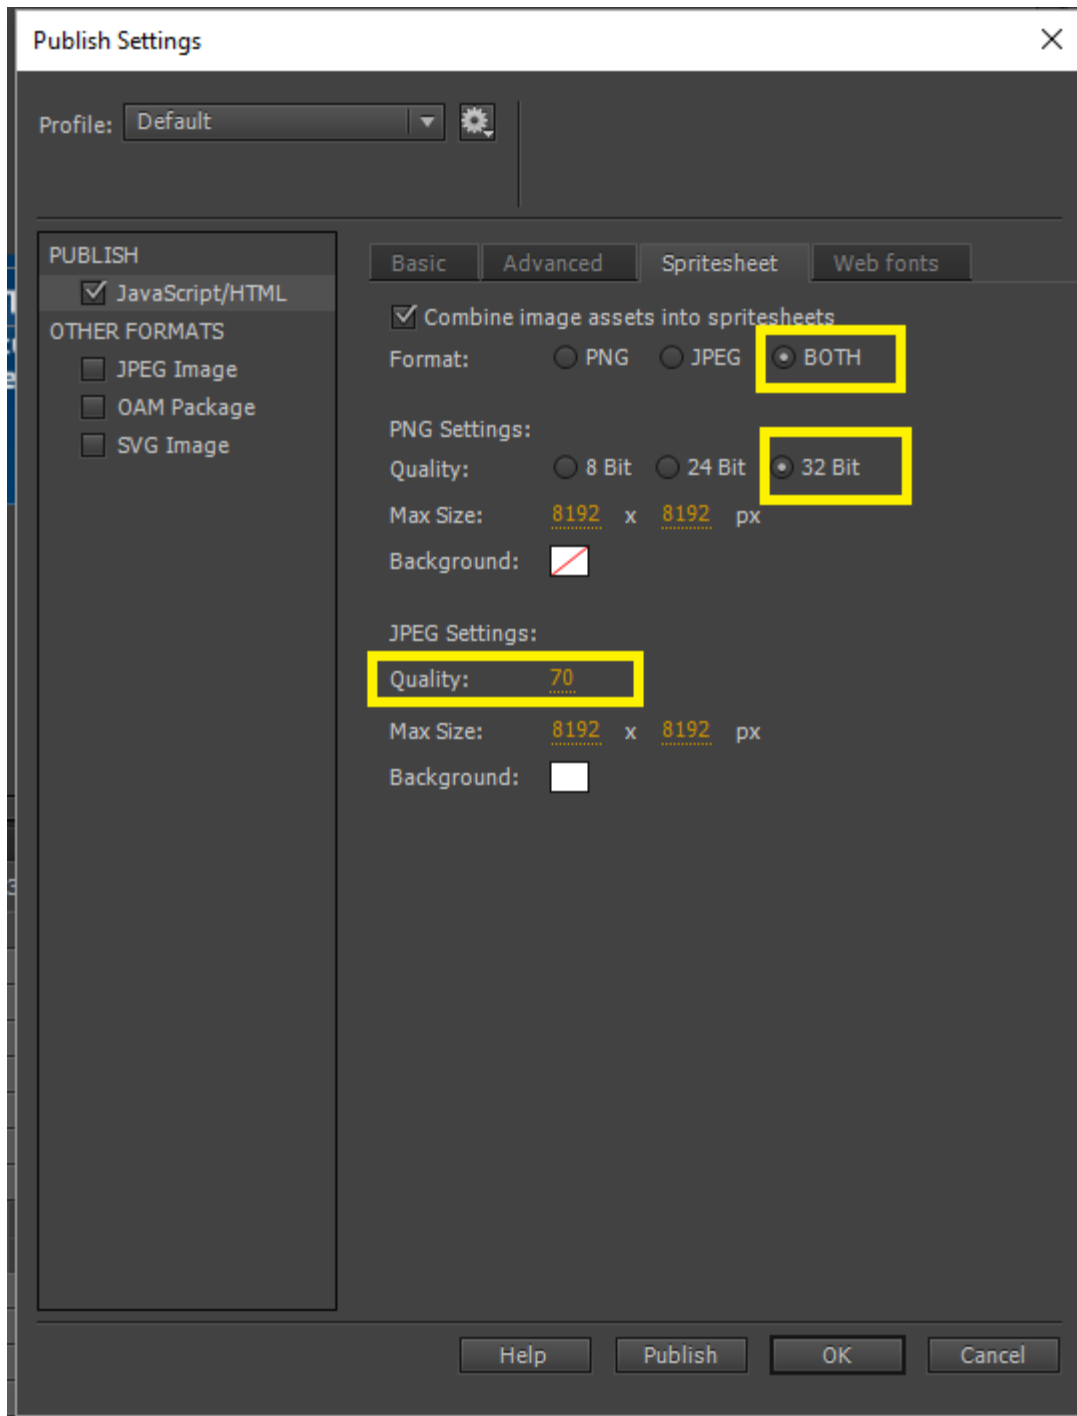 Publish Settings
Profile: Default
PUBLISH
JavaScript/HTML
OTHER FORMATS
JPEG Image
OAM Package
SVG Image
Basic Advanced Spritesheet Web fonts
Combine image assets into spritesheets
Format: PNG JPEG BOTH
PNG Settings:
Quality: 8 Bit 24 Bit 32 Bit
Max Size: 8192 x 8192 px
Background:
JPEG Settings:
Quality: 70
Max Size: 8192 x 8192 px
Background:
Help Publish OK Cancel